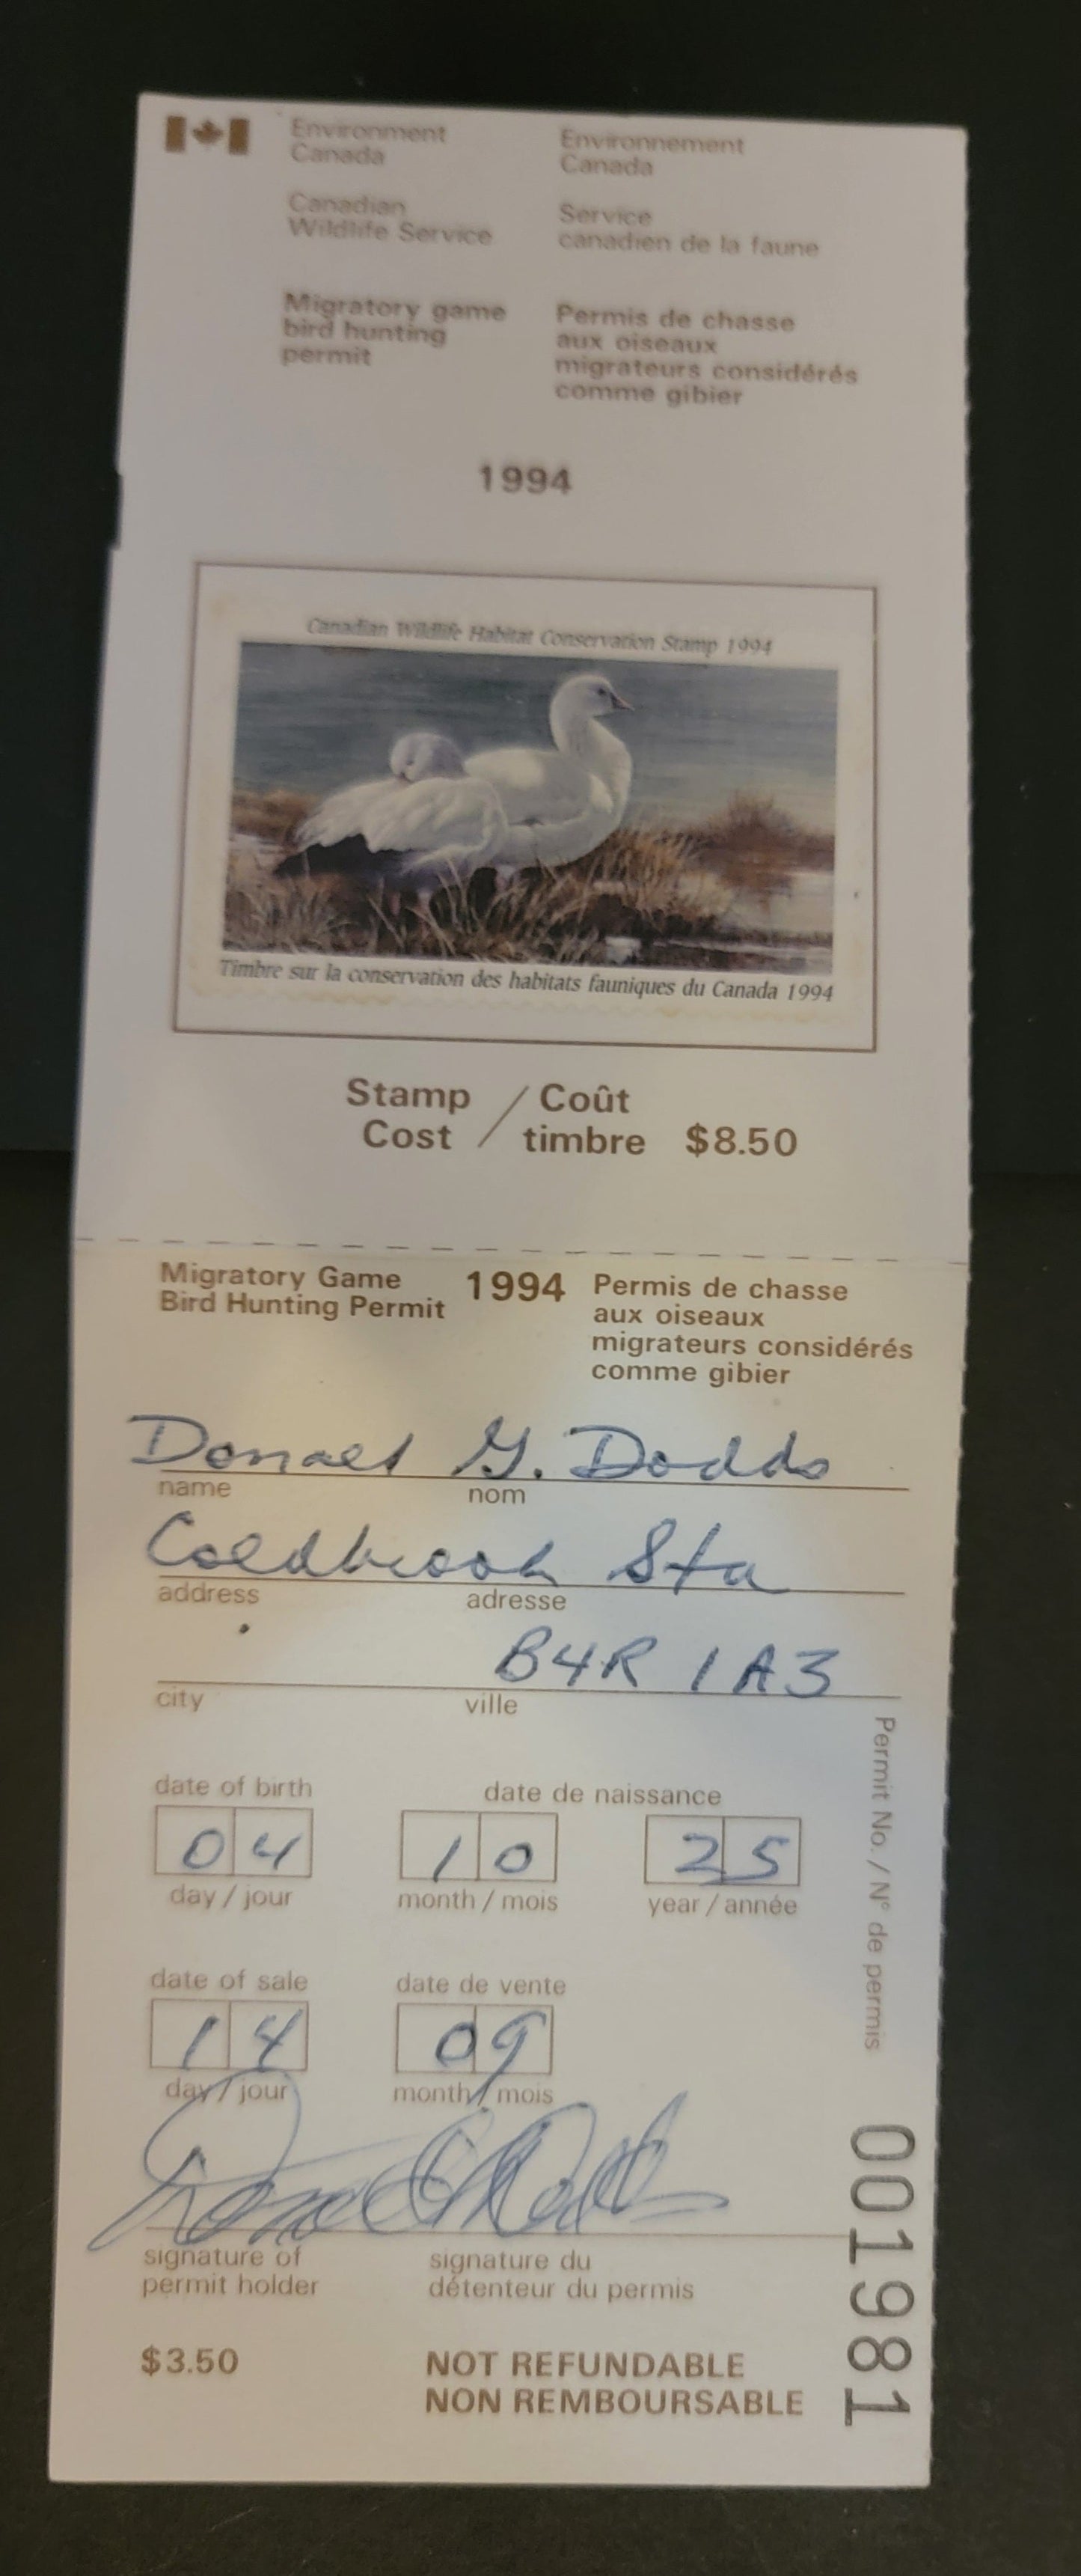 Environment
Canada
Environnement
Canada
Canadian
Wildlife Service
Service
canadien de la faune
Migratory game
bird hunting
permit
Permis de chasse
aux oiseaux
migrateurs considérés
comme gibier
1994
Canadian Wildlife Habitat Conservation Stamp 1994
Timbre sur la conservation des habitats fauniques du Canada 1994
Stamp / Coût
Cost / timbre $8.50
Migratory Game
Bird Hunting Permit
1994
Permis de chasse
aux oiseaux
migrateurs considérés
comme gibier
Donald G. Dodds
name nom
Coldbrook Sta
address adresse
B4R 1A3
city ville
date of birth date de naissance
04 10 25
day / jour month / mois year / année
date of sale date de vente
14 09
day / jour month / mois
signature of
permit holder
signature du
détenteur du permis
$3.50
NOT REFUNDABLE
NON REMBOURSABLE
Permit No. / N° de permis
001981